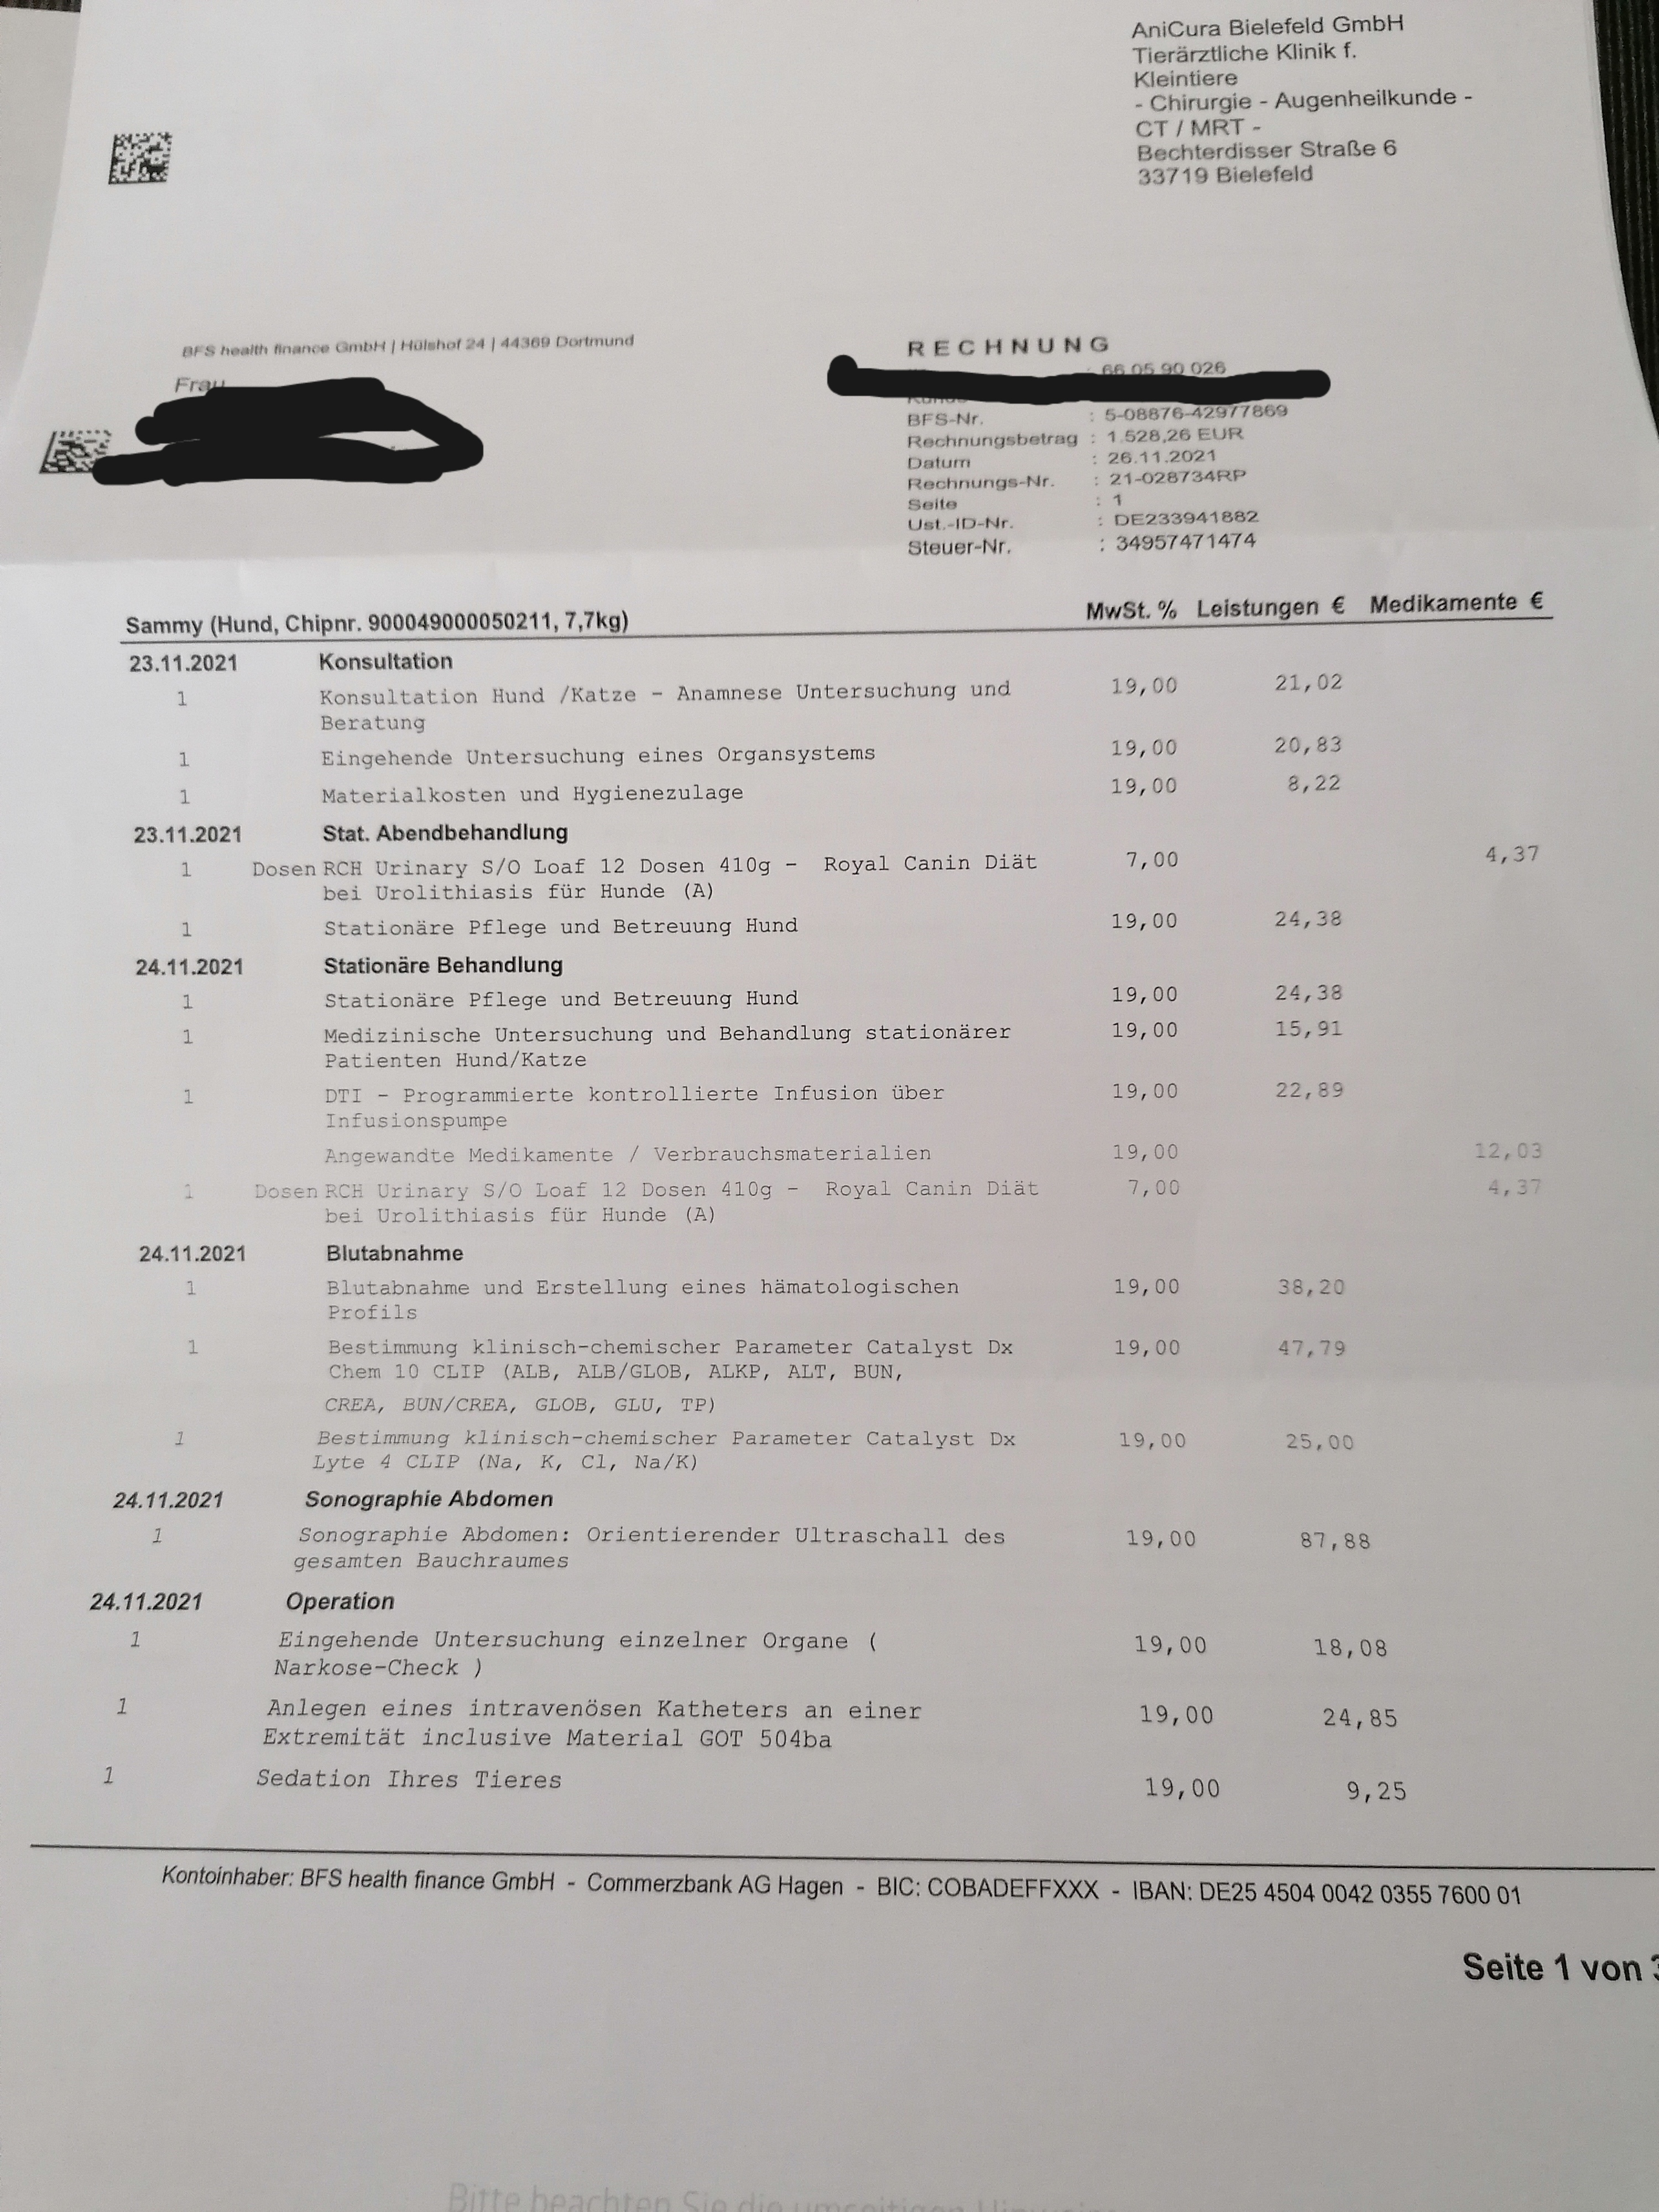 AniCura Bielefeld GmbH
Tierärztliche Klinik f.
Kleintiere
- Chirurgie - Augenheilkunde -
CT / MRT -
Bechterdisser Straße 6
33719 Bielefeld
BFS health finance GmbH | Hülshof 24 | 44369 Dortmund
Frau
RECHNUNG
: 66 05 90 026
BFS-Nr. : 5-08876-42977869
Rechnungsbetrag : 1.528,26 EUR
Datum : 26.11.2021
Rechnungs-Nr. : 21-028734RP
Seite : 1
Ust.-ID-Nr. : DE233941882
Steuer-Nr. : 34957471474
Sammy (Hund, Chipnr. 900049000050211, 7,7kg) MwSt. % Leistungen € Medikamente €
23.11.2021 Konsultation
1 Konsultation Hund /Katze - Anamnese Untersuchung und 19,00 21,02
Beratung
1 Eingehende Untersuchung eines Organsystems 19,00 20,83
1 Materialkosten und Hygienezulage 19,00 8,22
23.11.2021 Stat. Abendbehandlung
1 Dosen RCH Urinary S/O Loaf 12 Dosen 410g - Royal Canin Diät 7,00 4,37
bei Urolithiasis für Hunde (A)
1 Stationäre Pflege und Betreuung Hund 19,00 24,38
24.11.2021 Stationäre Behandlung
1 Stationäre Pflege und Betreuung Hund 19,00 24,38
1 Medizinische Untersuchung und Behandlung stationärer 19,00 15,91
Patienten Hund/Katze
1 DTI - Programmierte kontrollierte Infusion über 19,00 22,89
Infusionspumpe
Angewandte Medikamente / Verbrauchsmaterialien 19,00 12,03
1 Dosen RCH Urinary S/O Loaf 12 Dosen 410g - Royal Canin Diät 7,00 4,37
bei Urolithiasis für Hunde (A)
24.11.2021 Blutabnahme
1 Blutabnahme und Erstellung eines hämatologischen 19,00 38,20
Profils
1 Bestimmung klinisch-chemischer Parameter Catalyst Dx 19,00 47,79
Chem 10 CLIP (ALB, ALB/GLOB, ALKP, ALT, BUN,
CREA, BUN/CREA, GLOB, GLU, TP)
1 Bestimmung klinisch-chemischer Parameter Catalyst Dx 19,00 25,00
Lyte 4 CLIP (Na, K, Cl, Na/K)
24.11.2021 Sonographie Abdomen
1 Sonographie Abdomen: Orientierender Ultraschall des 19,00 87,88
gesamten Bauchraumes
24.11.2021 Operation
1 Eingehende Untersuchung einzelner Organe ( 19,00 18,08
Narkose-Check )
1 Anlegen eines intravenösen Katheters an einer 19,00 24,85
Extremität inclusive Material GOT 504ba
1 Sedation Ihres Tieres 19,00 9,25
Kontoinhaber: BFS health finance GmbH - Commerzbank AG Hagen - BIC: COBADEFFXXX - IBAN: DE25 4504 0042 0355 7600 01
Seite 1 von 3
Bitte beachten Sie die umseitigen